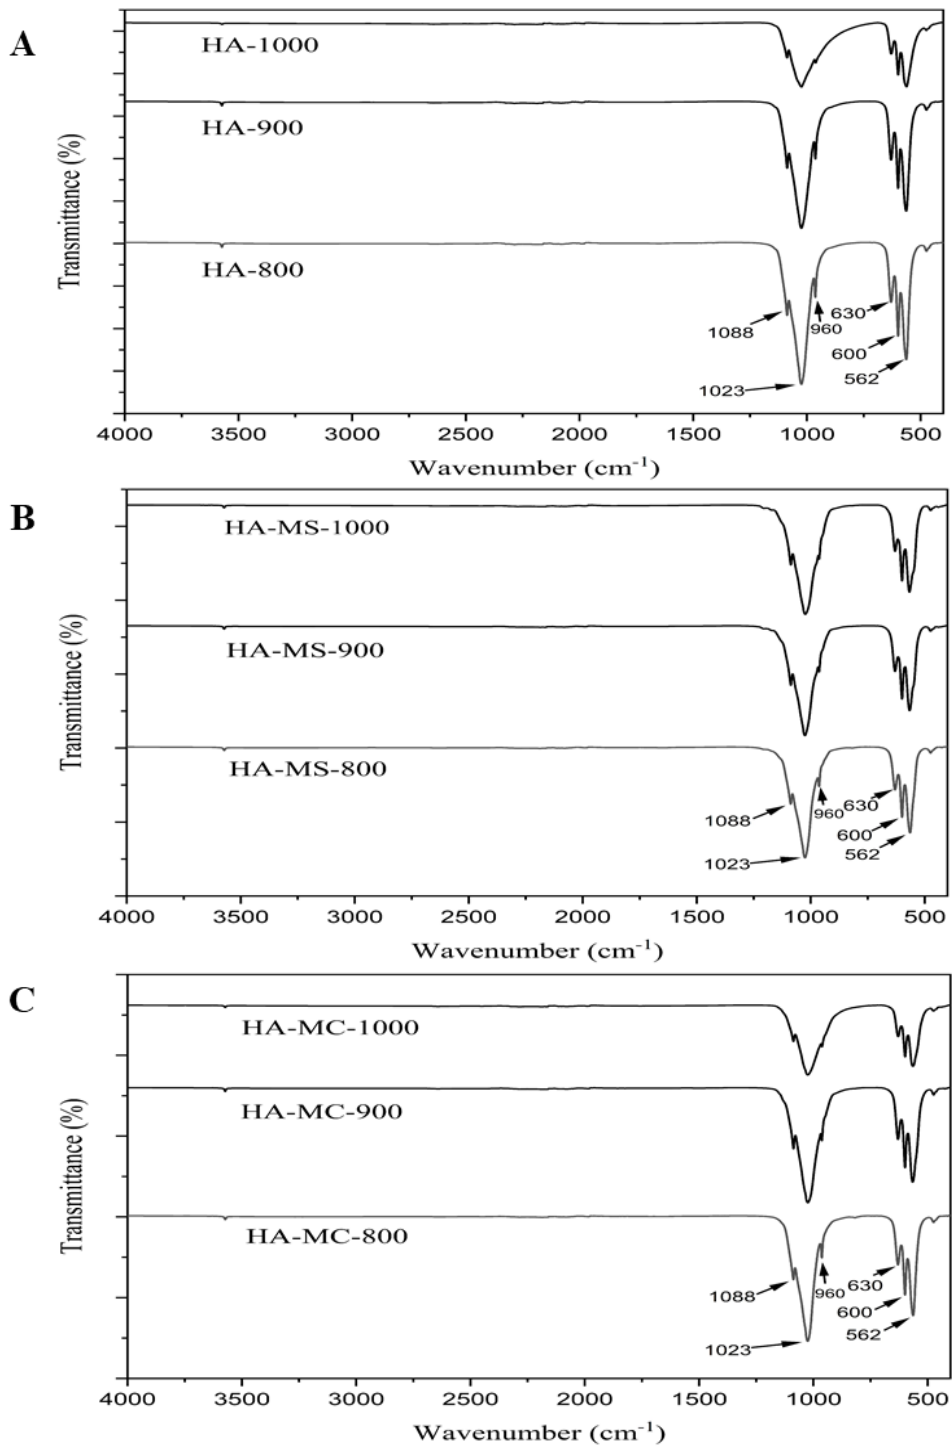 A
HA-1000
HA-900
HA-800
1088
960
630
600
562
1023
Transmittance (%)
4000 3500 3000 2500 2000 1500 1000 500
Wavenumber (cm⁻¹)
B
HA-MS-1000
HA-MS-900
HA-MS-800
1088
960
630
600
562
1023
Transmittance (%)
4000 3500 3000 2500 2000 1500 1000 500
Wavenumber (cm⁻¹)
C
HA-MC-1000
HA-MC-900
HA-MC-800
1088
960
630
600
562
1023
Transmittance (%)
4000 3500 3000 2500 2000 1500 1000 500
Wavenumber (cm⁻¹)